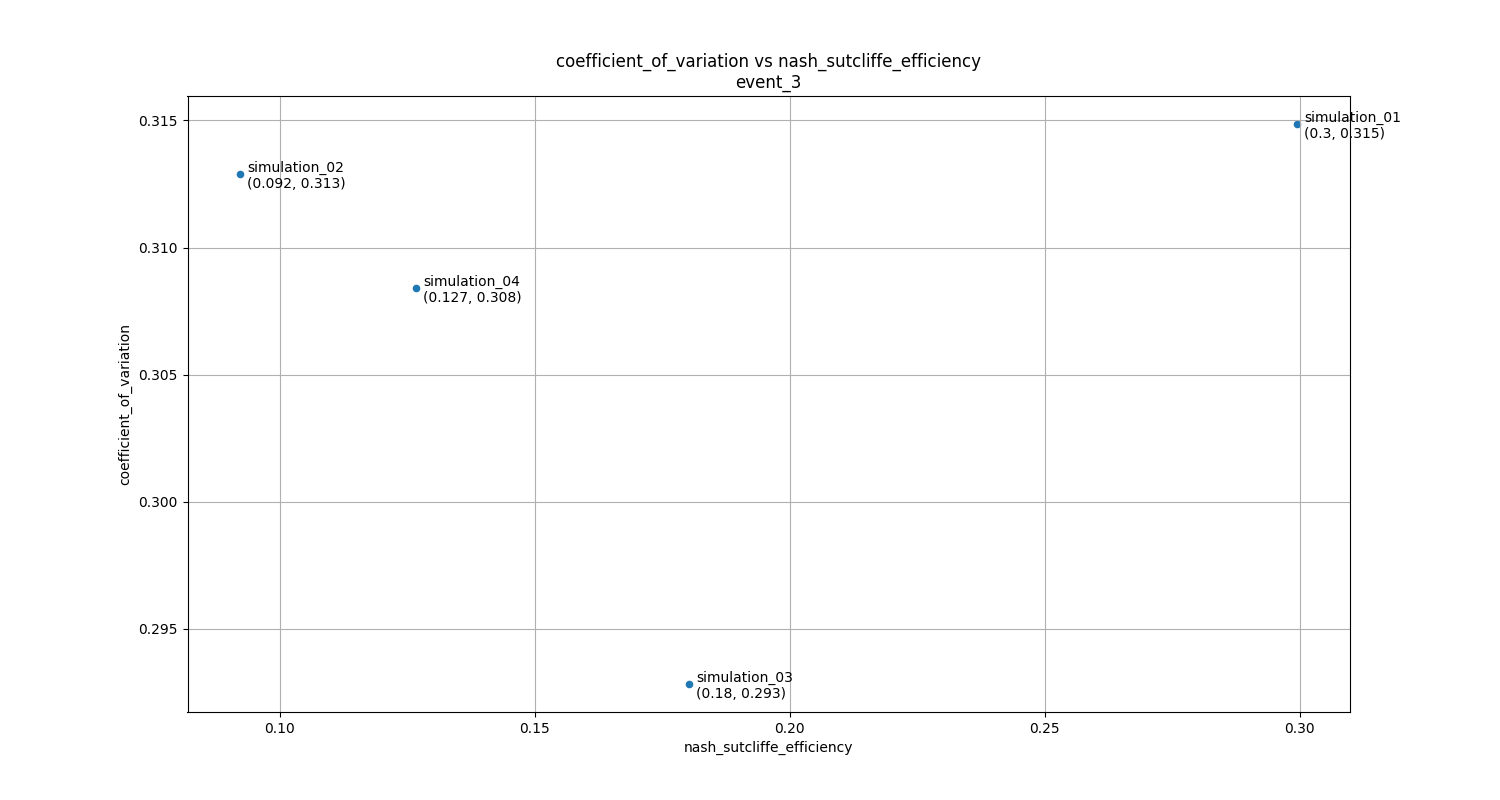 coefficient_of_variation vs nash_sutcliffe_efficiency
event_3
coefficient_of_variation
0.315
0.310
0.305
0.300
0.295
simulation_01
(0.3, 0.315)
simulation_02
(0.092, 0.313)
simulation_04
(0.127, 0.308)
simulation_03
(0.18, 0.293)
0.10 0.15 0.20 0.25 0.30
nash_sutcliffe_efficiency